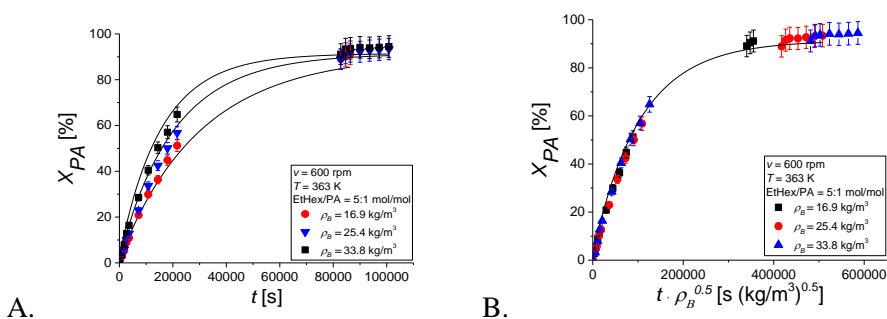 100
80
60
40
20
0
X_PA [%]
ν = 600 rpm
T = 363 K
EtHex/PA = 5:1 mol/mol
ρ_B = 16.9 kg/m³
ρ_B = 25.4 kg/m³
ρ_B = 33.8 kg/m³
0 20000 40000 60000 80000 100000
t [s]
A.
100
80
60
40
20
0
X_PA [%]
ν = 600 rpm
T = 363 K
EtHex/PA = 5:1 mol/mol
ρ_B = 16.9 kg/m³
ρ_B = 25.4 kg/m³
ρ_B = 33.8 kg/m³
0 200000 400000 600000
t · ρ_B^0.5 [s (kg/m³)^0.5]
B.